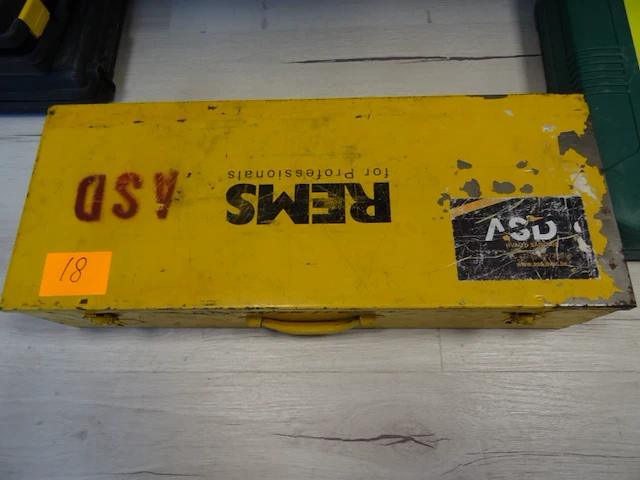 for Professionals
REMS
ASD
ASD
18